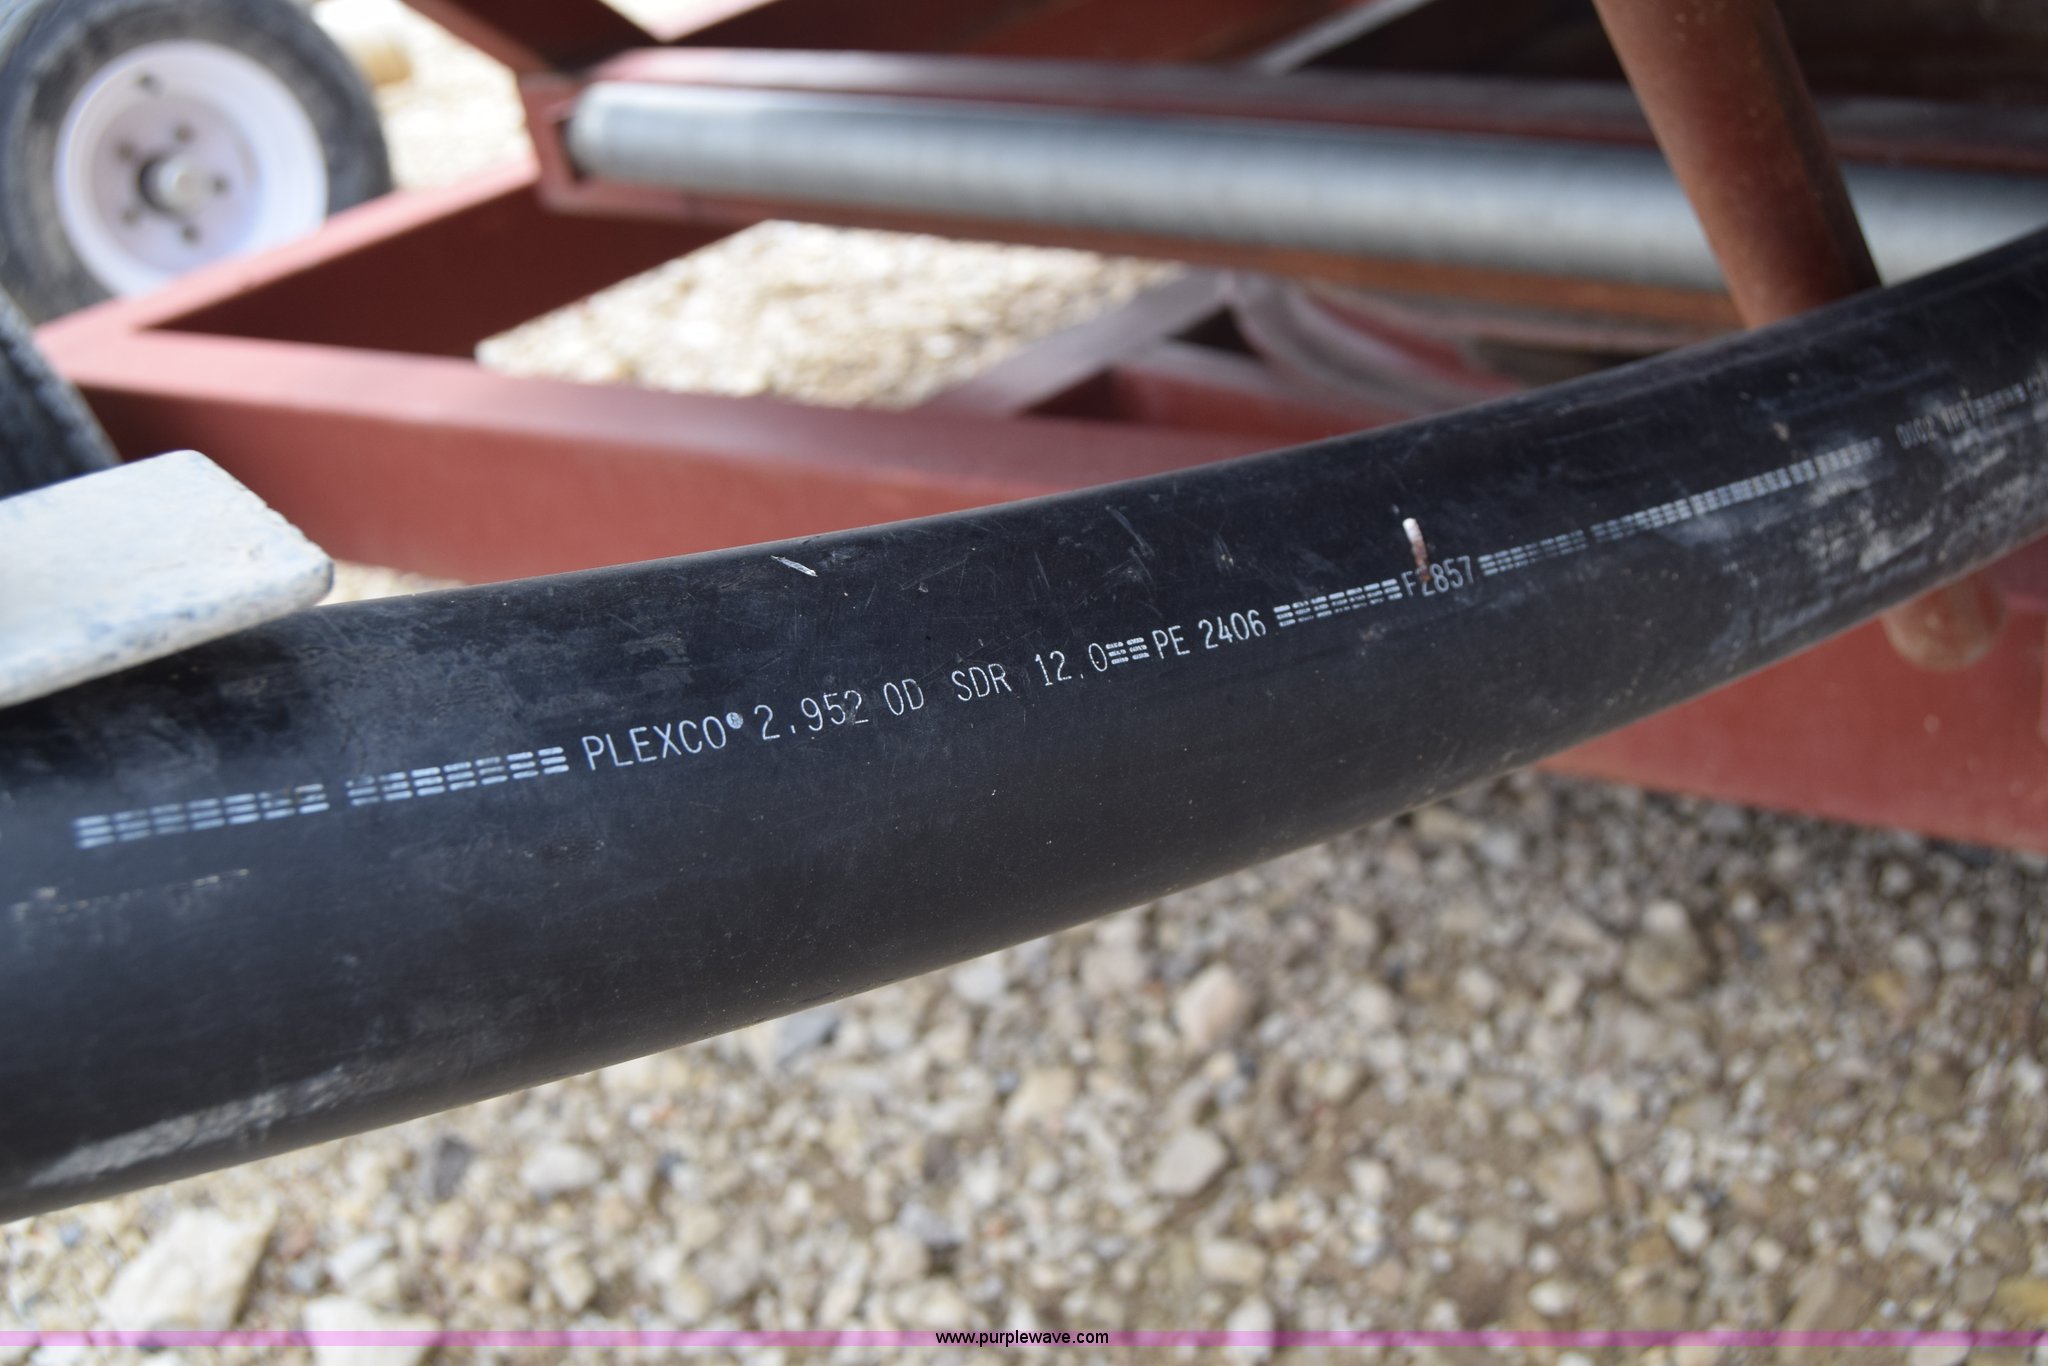 PLEXCO® 2.952 OD SDR 12.0 PE 2406 F2857
www.purplewave.com